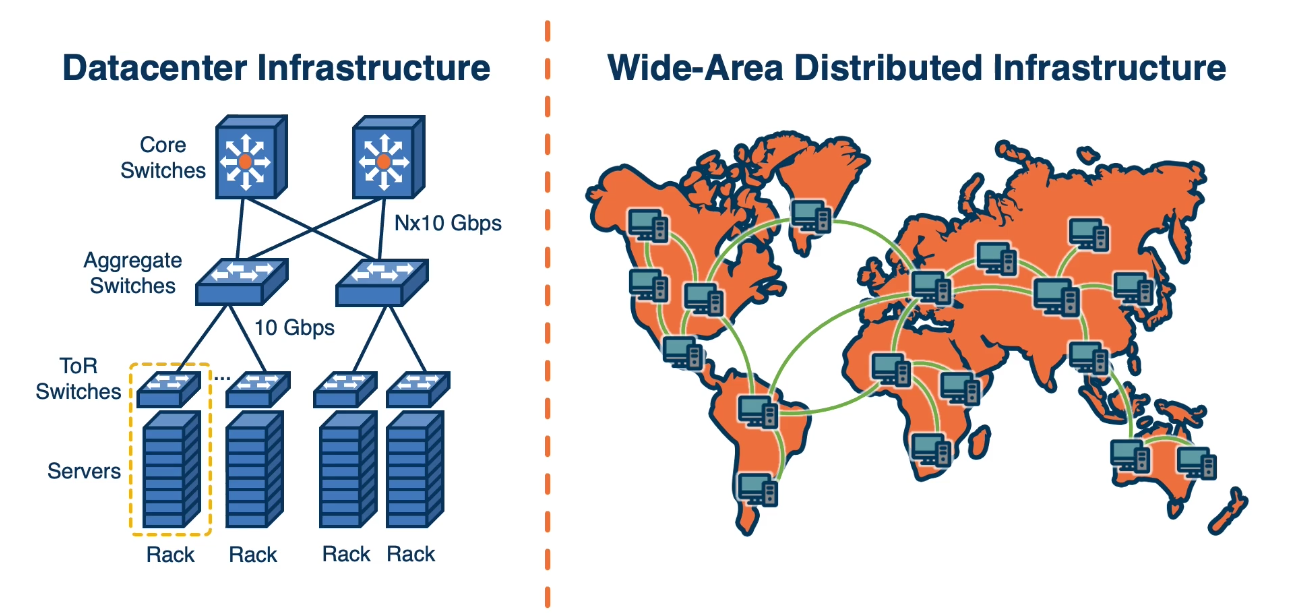 Datacenter Infrastructure
Core
Switches
Nx10 Gbps
Aggregate
Switches
10 Gbps
ToR
Switches
...
Servers
Rack
Rack
Rack
Rack
Wide-Area Distributed Infrastructure